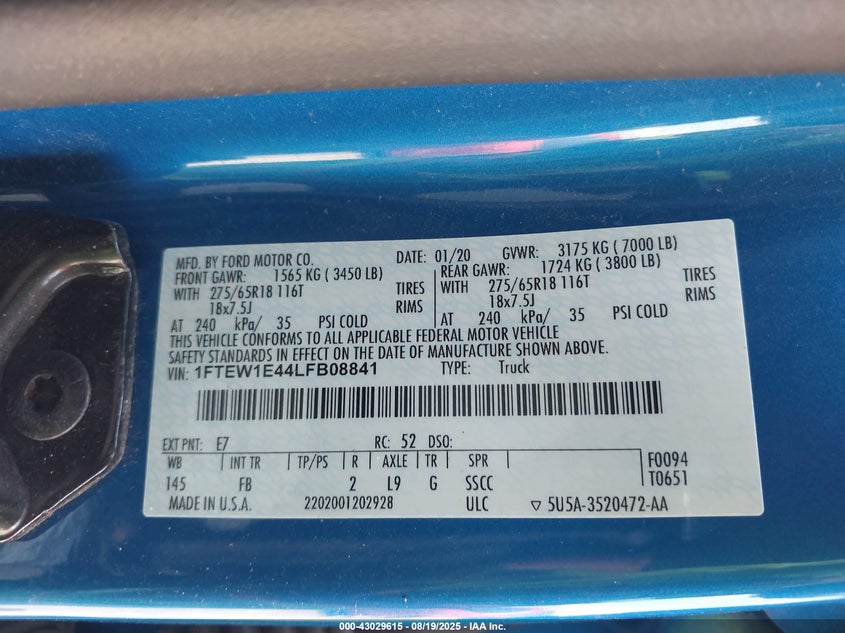 MFD. BY FORD MOTOR CO. DATE: 01/20 GVWR: 3175 KG ( 7000 LB)
FRONT GAWR: 1565 KG ( 3450 LB) REAR GAWR: 1724 KG ( 3800 LB)
WITH 275/65R18 116T TIRES WITH 275/65R18 116T TIRES
18x7.5J RIMS 18x7.5J RIMS
AT 240 kPa/ 35 PSI COLD AT 240 kPa/ 35 PSI COLD
THIS VEHICLE CONFORMS TO ALL APPLICABLE FEDERAL MOTOR VEHICLE
SAFETY STANDARDS IN EFFECT ON THE DATE OF MANUFACTURE SHOWN ABOVE.
VIN: 1FTEW1E44LFB08841 TYPE: Truck
EXT PNT: E7 RC: 52 DSO:
WB INT TR TP/PS R AXLE TR SPR F0094
145 FB 2 L9 G SSCC T0651
MADE IN U.S.A. 2202001202928 ULC ▽ 5U5A-3520472-AA
000-43029615 - 08/19/2025 - IAA Inc.